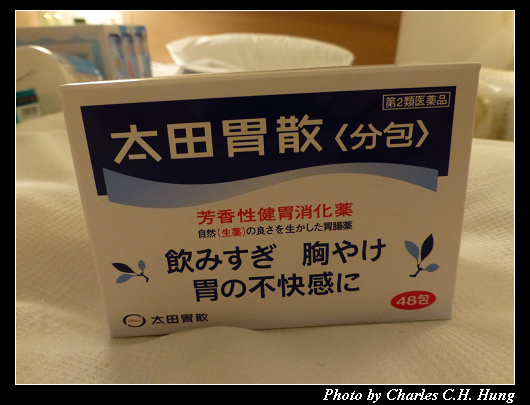 第2類医薬品
太田胃散〈分包〉
芳香性健胃消化薬
自然(生薬)の良さを生かした胃腸薬
飲みすぎ 胸やけ
胃の不快感に
48包
太田胃散
Photo by Charles C.H. Hung